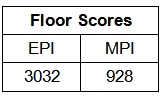 Floor Scores
EPI MPI
3032 928